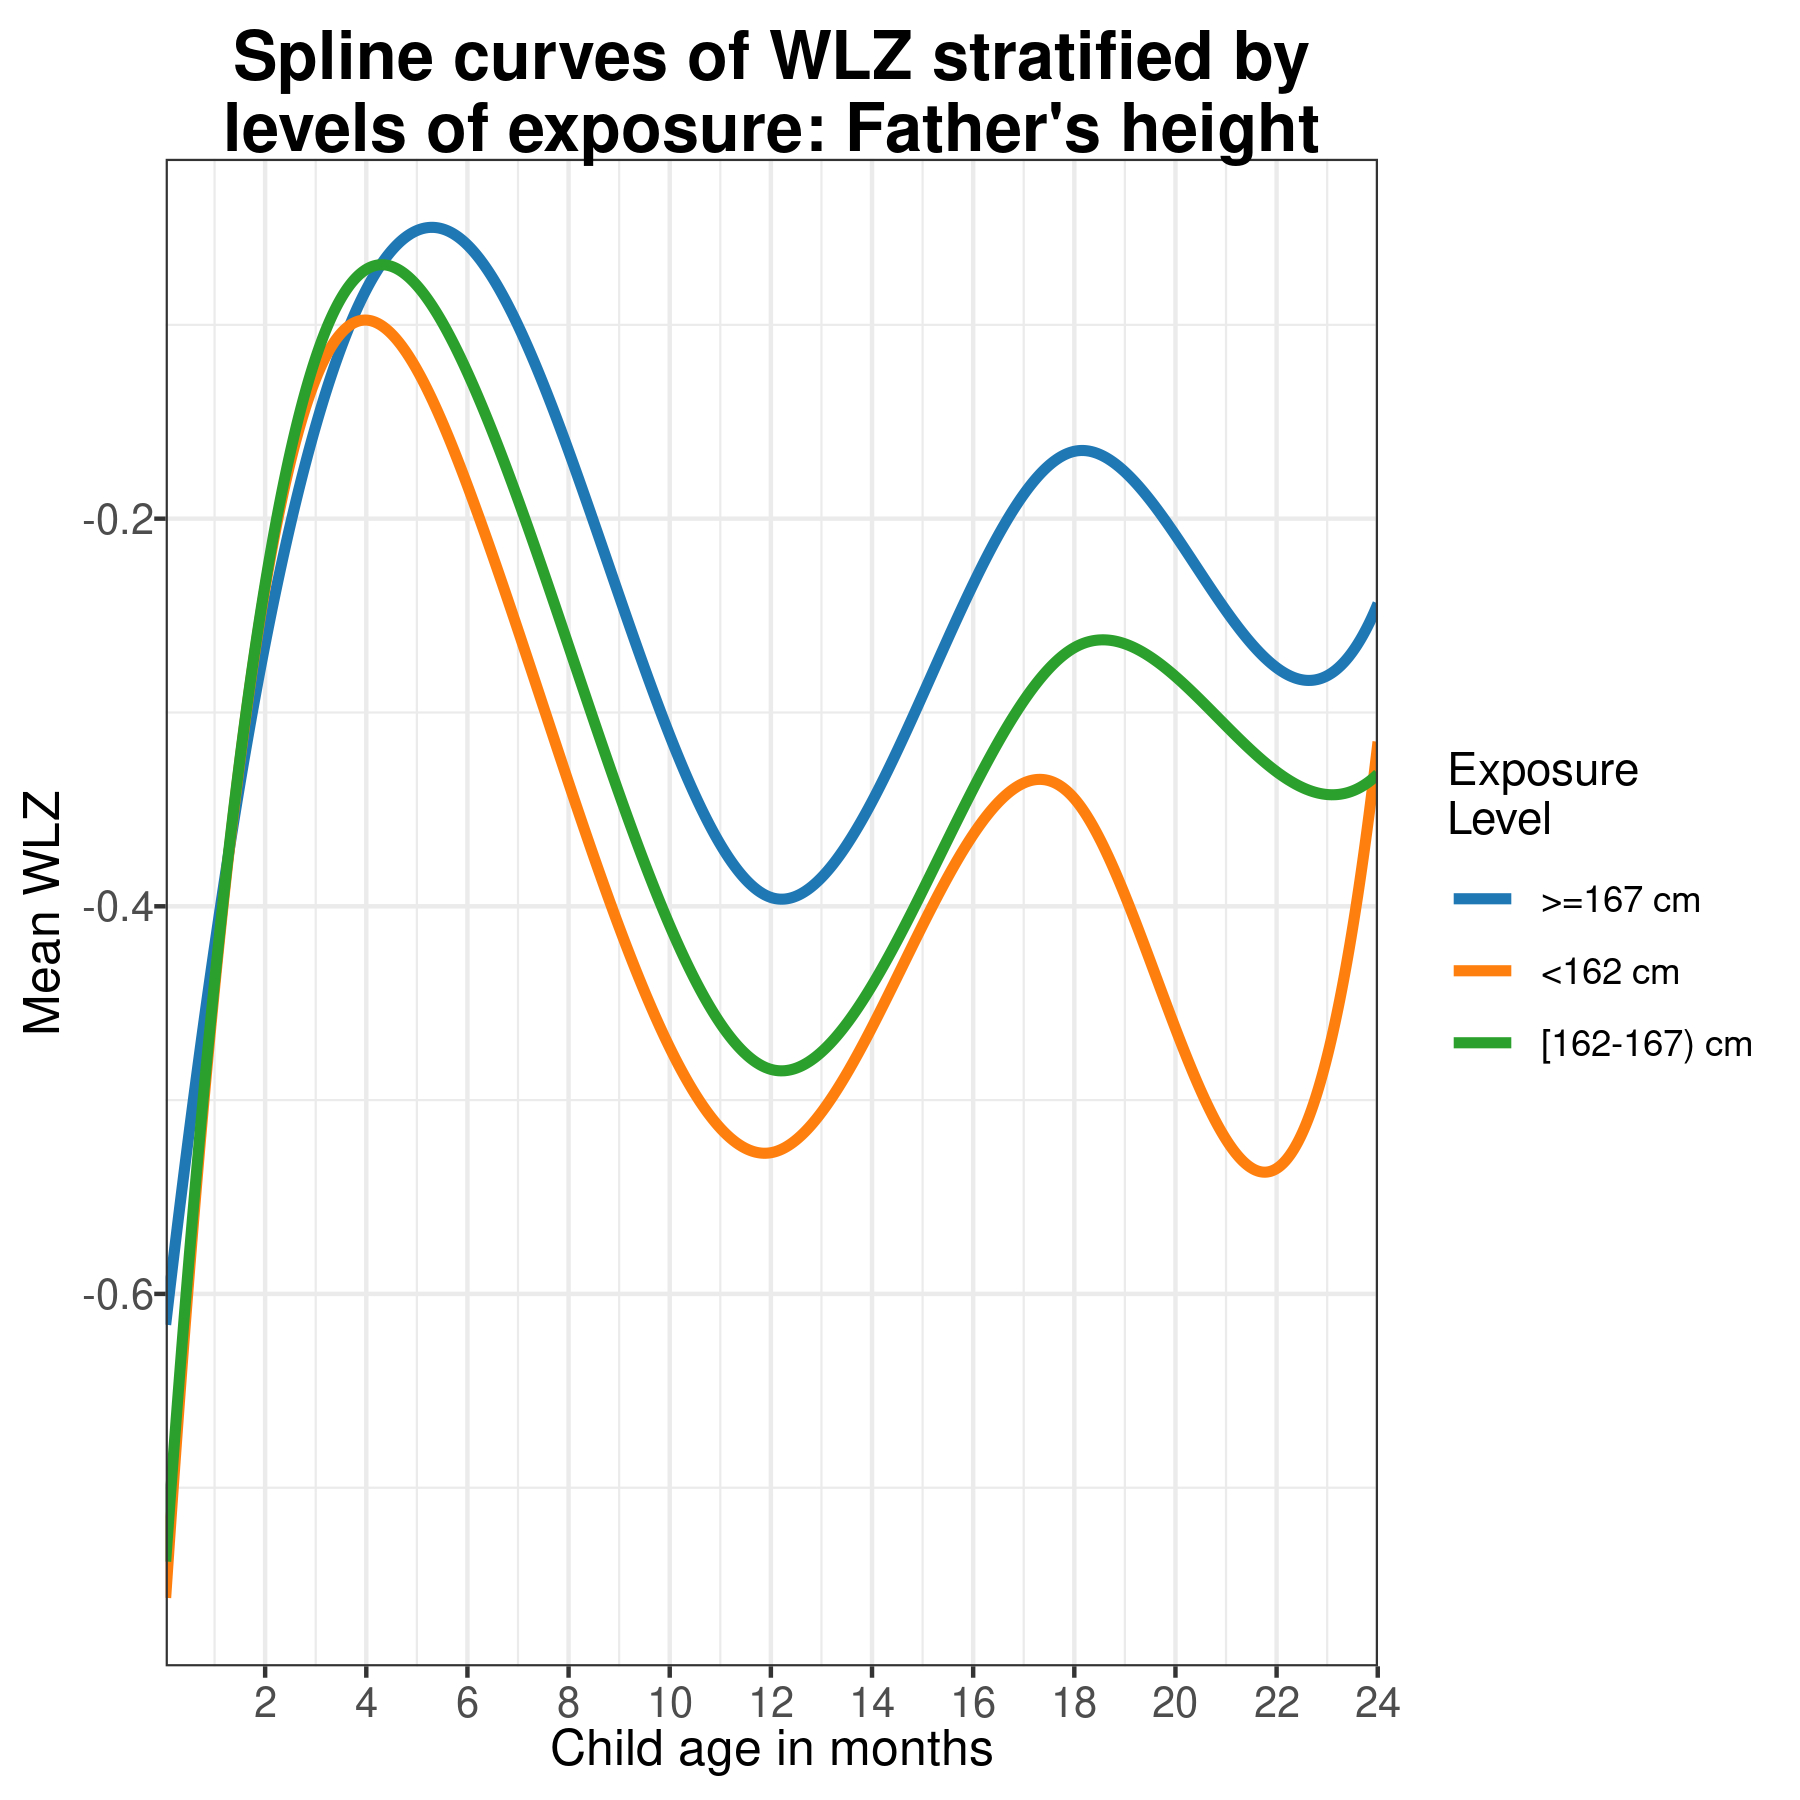 Spline curves of WLZ stratified by
levels of exposure: Father's height
Mean WLZ
-0.2
-0.4
-0.6
2 4 6 8 10 12 14 16 18 20 22 24
Child age in months
Exposure
Level
>=167 cm
<162 cm
[162-167) cm